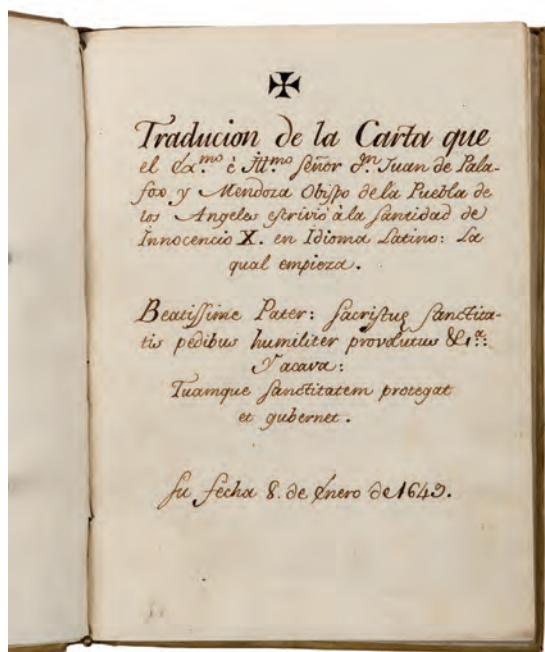 ✠
Traducion de la Carta que
el Ex.mo è Ill.mo señor D.n Juan de Pala-
fox y Mendoza Obispo de la Puebla de
los Angeles escrivió à la santidad de
Innocencio X. en Idioma Latino: La
qual empieza.
Beatissime Pater: sacrisque sanctita-
tis pedibus humiliter provolutus &.a:
Y acava:
Tuamque sanctitatem protegat
et gubernet.
su fecha 8. de Enero de 1649.